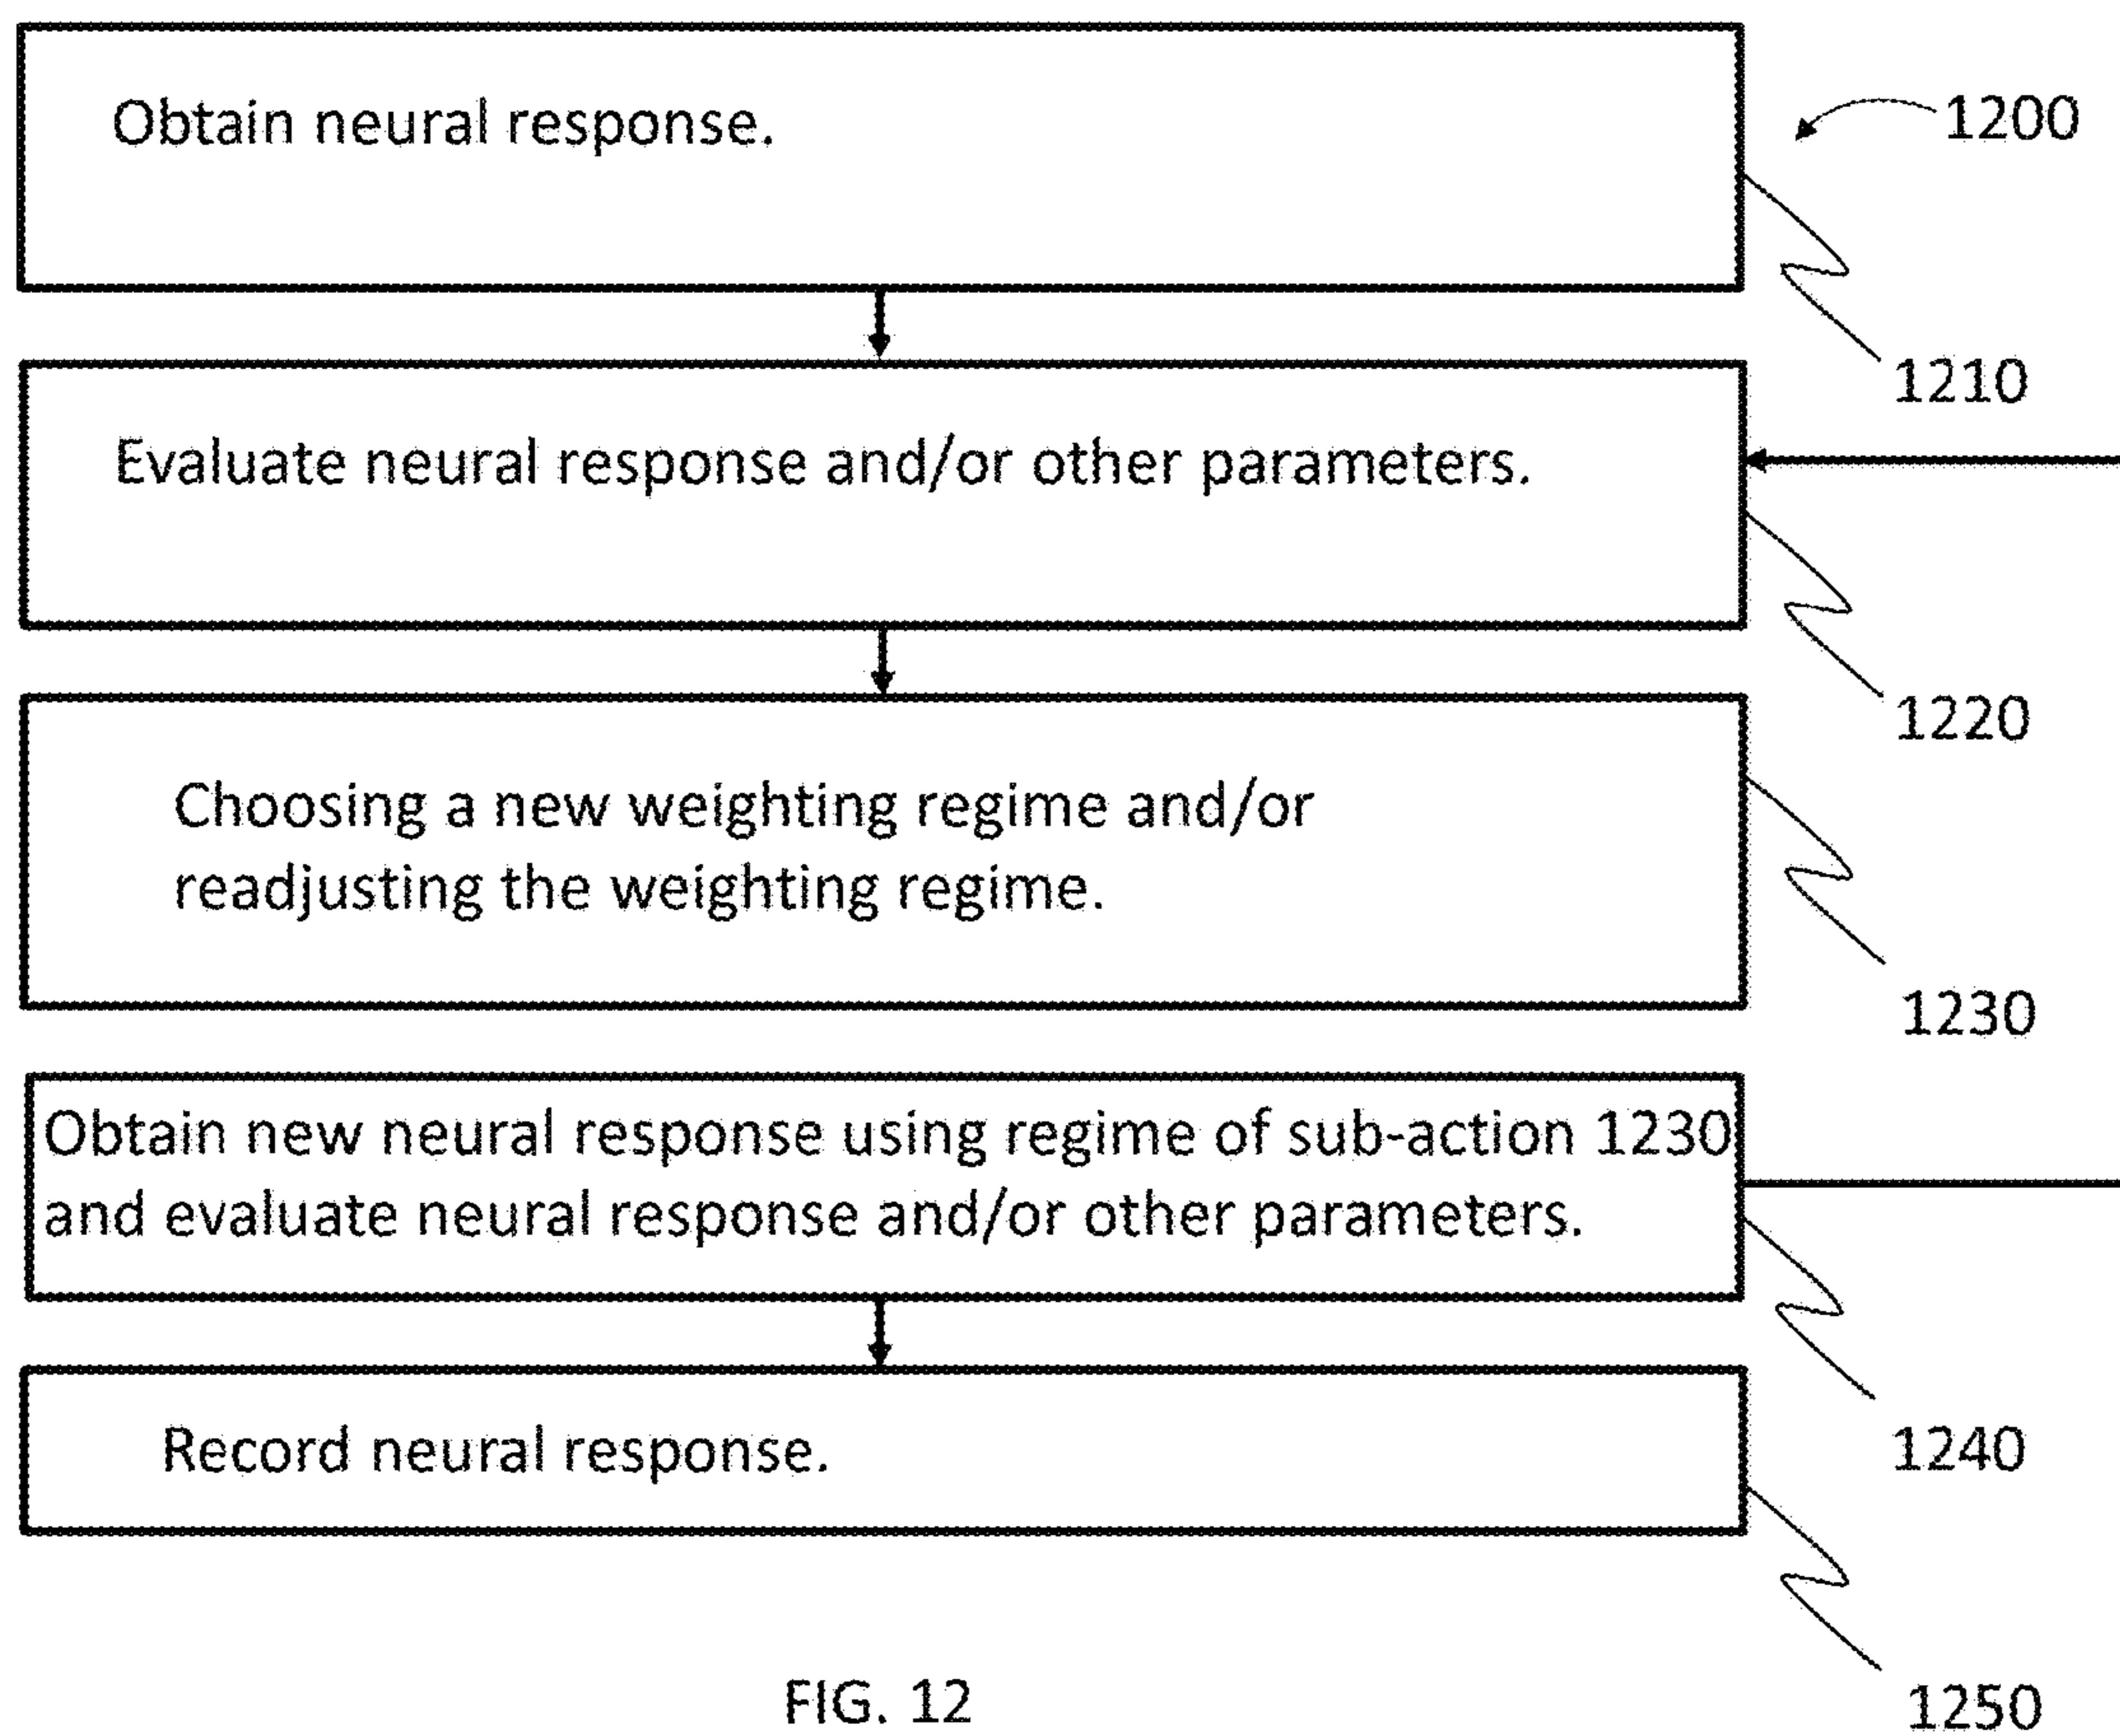 Obtain neural response.
1200
1210
Evaluate neural response and/or other parameters.
1220
Choosing a new weighting regime and/or
readjusting the weighting regime.
1230
Obtain new neural response using regime of sub-action 1230
and evaluate neural response and/or other parameters.
1240
Record neural response.
1250
FIG. 12